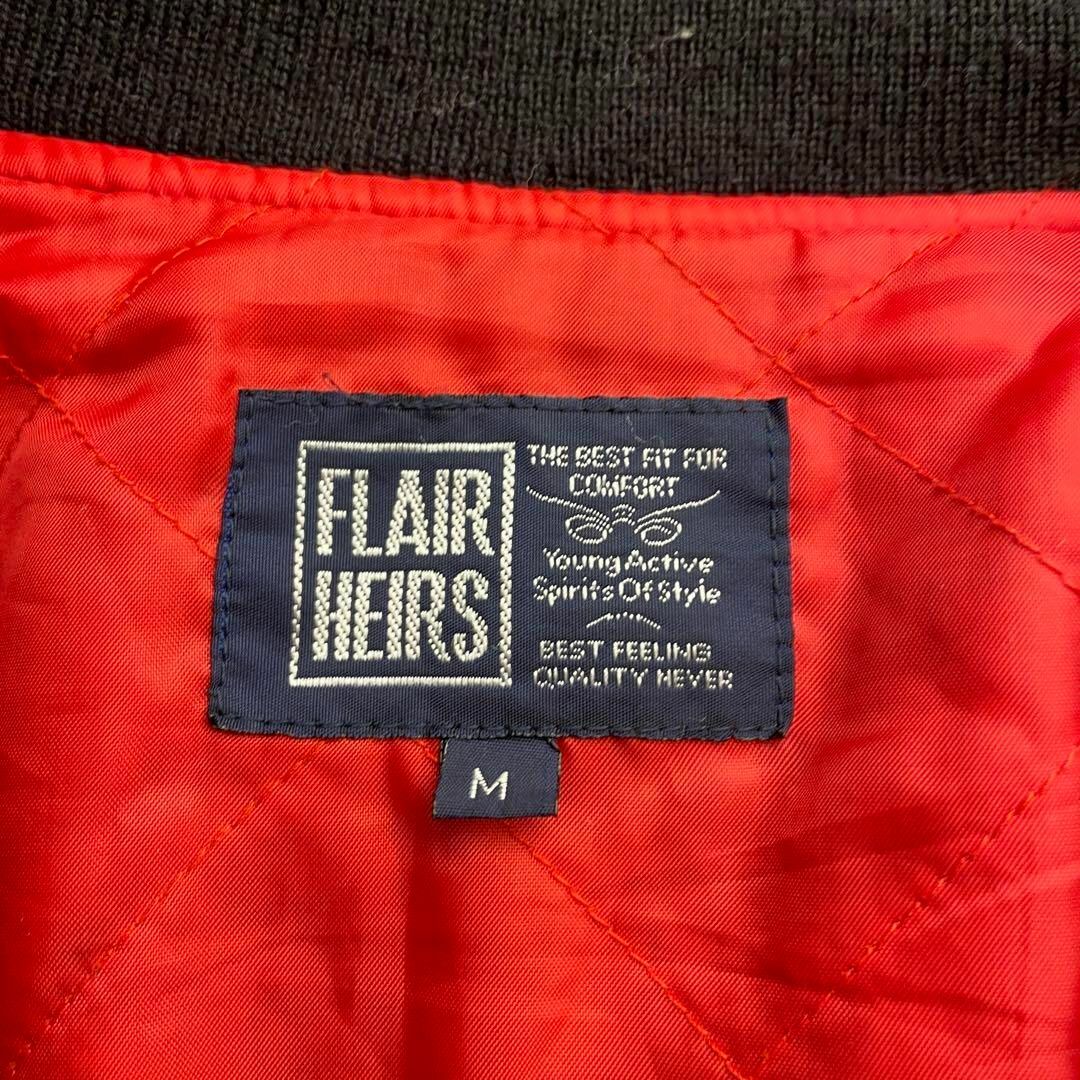 FLAIR
HEIRS
THE BEST FIT FOR
COMFORT
Young Active
Spirits Of Style
BEST FEELING
QUALITY NEVER
M